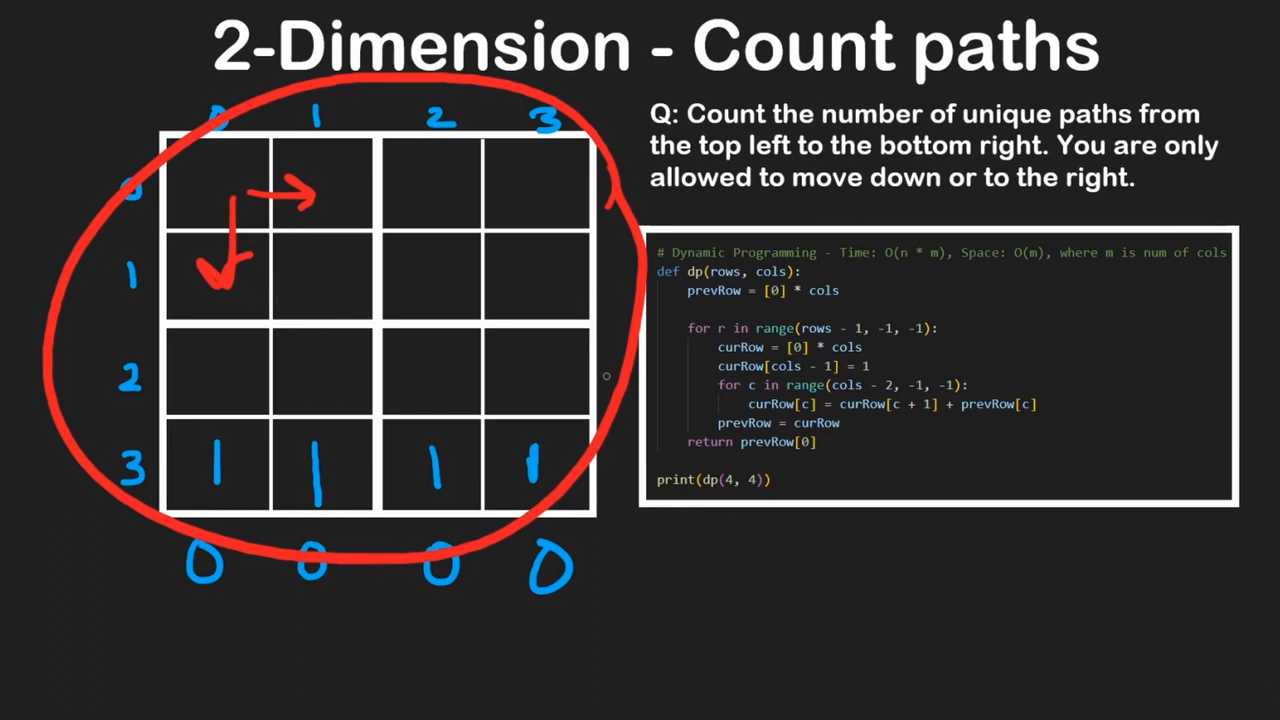 2-Dimension - Count paths
Q: Count the number of unique paths from
the top left to the bottom right. You are only
allowed to move down or to the right.
0 1 2 3
0
1
2
3 1 1 1 1
0 0 0 0
# Dynamic Programming - Time: O(n * m), Space: O(m), where m is num of cols
def dp(rows, cols):
    prevRow = [0] * cols

    for r in range(rows - 1, -1, -1):
        curRow = [0] * cols
        curRow[cols - 1] = 1
        for c in range(cols - 2, -1, -1):
            curRow[c] = curRow[c + 1] + prevRow[c]
        prevRow = curRow
    return prevRow[0]

print(dp(4, 4))